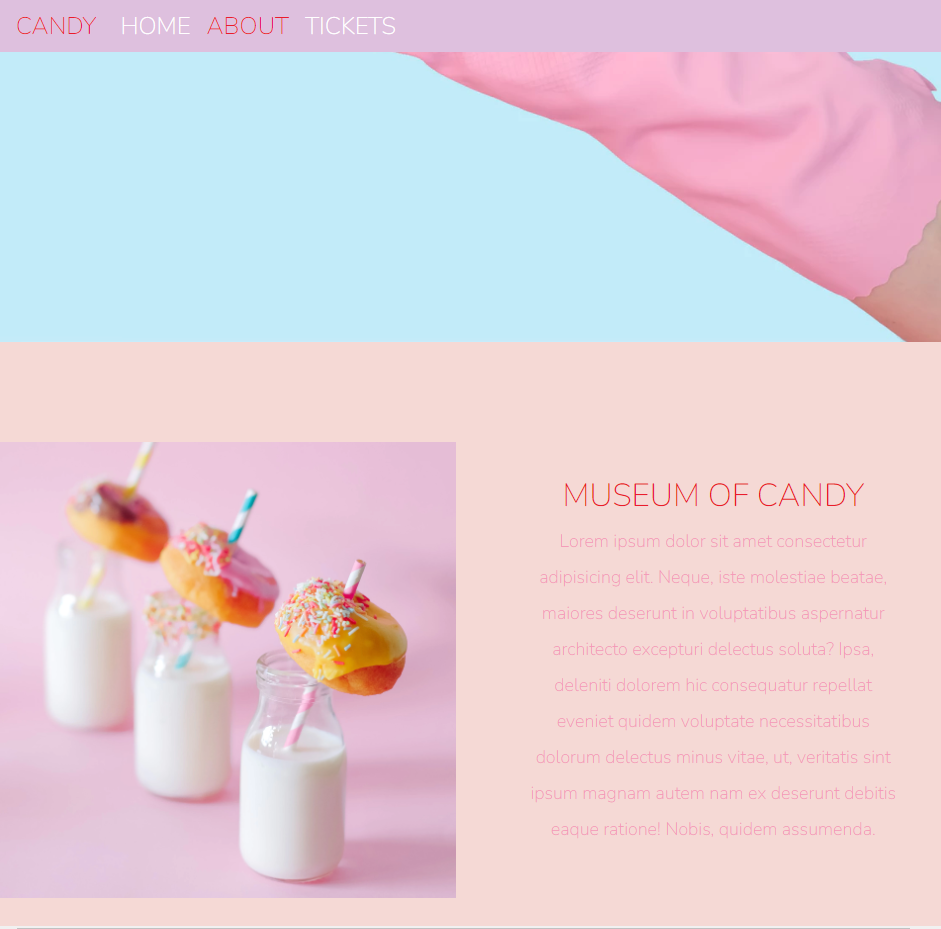 CANDY HOME ABOUT TICKETS
MUSEUM OF CANDY
Lorem ipsum dolor sit amet consectetur
adipisicing elit. Neque, iste molestiae beatae,
maiores deserunt in voluptatibus aspernatur
architecto excepturi delectus soluta? Ipsa,
deleniti dolorem hic consequatur repellat
eveniet quidem voluptate necessitatibus
dolorum delectus minus vitae, ut, veritatis sint
ipsum magnam autem nam ex deserunt debitis
eaque ratione! Nobis, quidem assumenda.